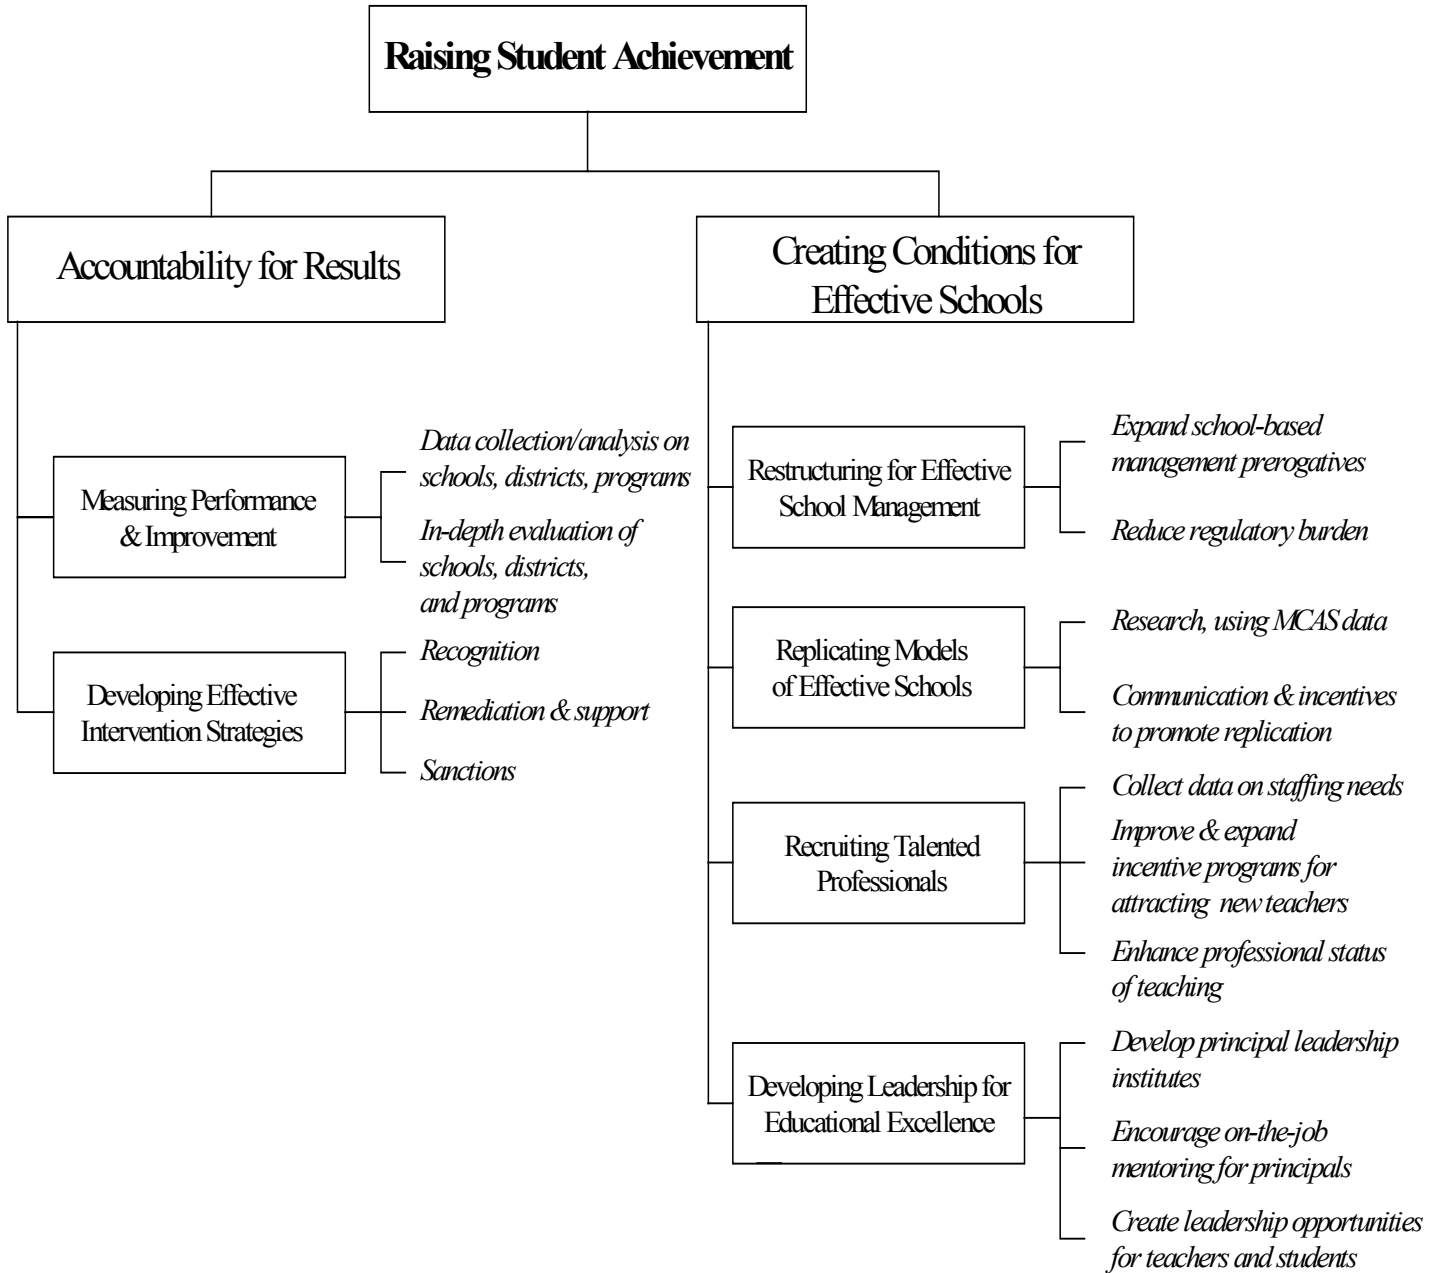 Raising Student Achievement
Accountability for Results
Creating Conditions for
Effective Schools
Measuring Performance
& Improvement
Data collection/analysis on
schools, districts, programs
In-depth evaluation of
schools, districts,
and programs
Developing Effective
Intervention Strategies
Recognition
Remediation & support
Sanctions
Restructuring for Effective
School Management
Expand school-based
management prerogatives
Reduce regulatory burden
Replicating Models
of Effective Schools
Research, using MCAS data
Communication & incentives
to promote replication
Recruiting Talented
Professionals
Collect data on staffing needs
Improve & expand
incentive programs for
attracting new teachers
Enhance professional status
of teaching
Developing Leadership for
Educational Excellence
Develop principal leadership
institutes
Encourage on-the-job
mentoring for principals
Create leadership opportunities
for teachers and students